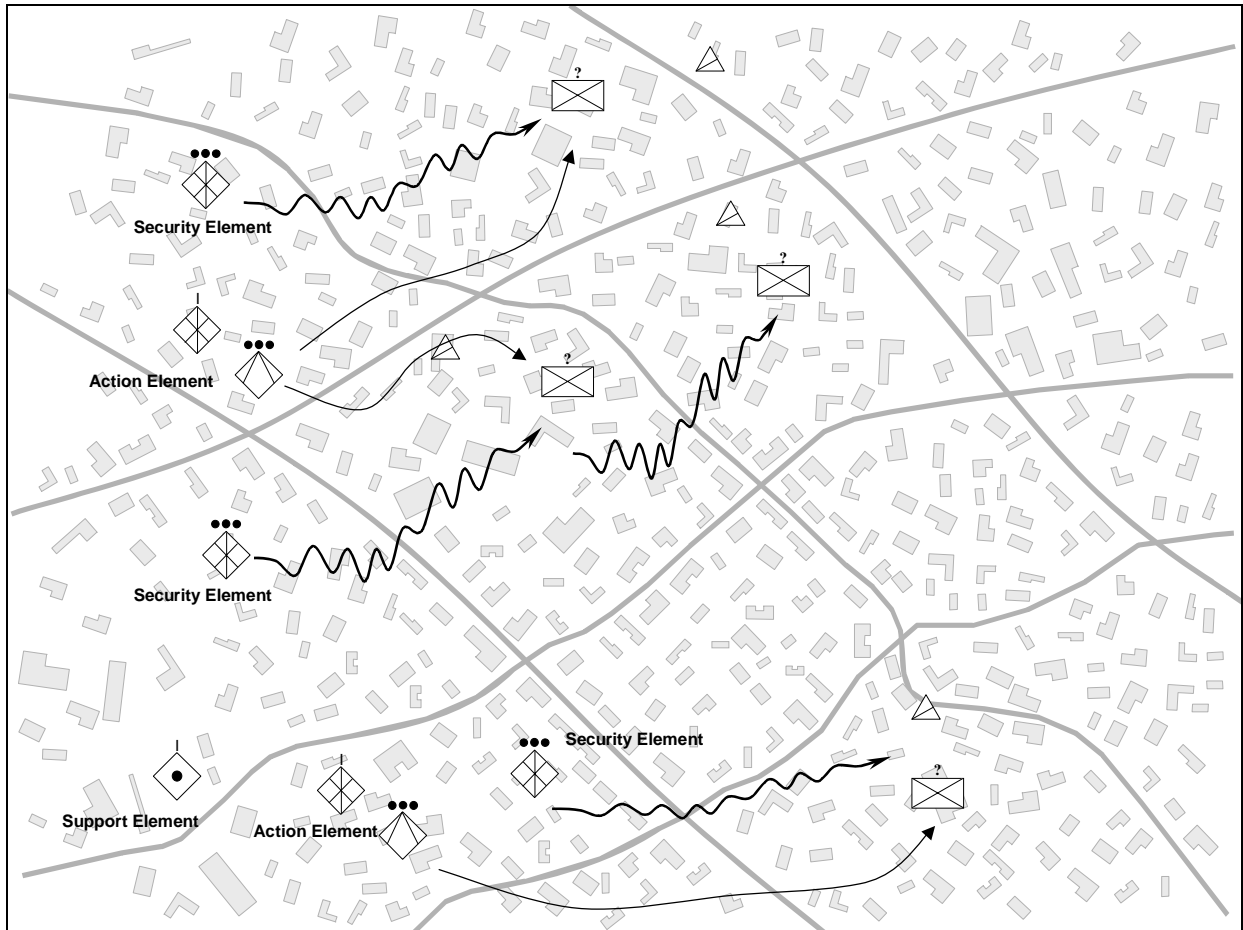 ?
Security Element
?
?
Action Element
Security Element
Security Element
?
Support Element
Action Element